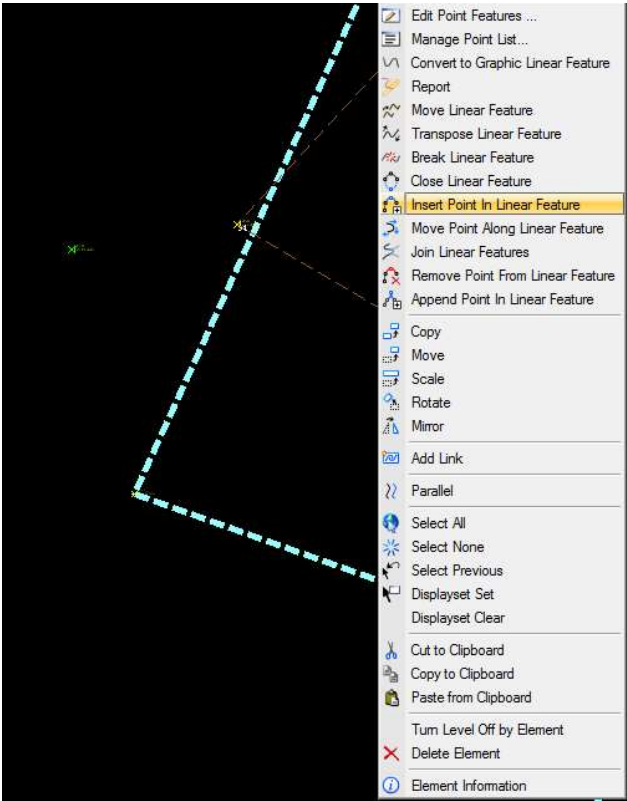 Edit Point Features ...
Manage Point List...
Convert to Graphic Linear Feature
Report
Move Linear Feature
Transpose Linear Feature
Break Linear Feature
Close Linear Feature
Insert Point In Linear Feature
Move Point Along Linear Feature
Join Linear Features
Remove Point From Linear Feature
Append Point In Linear Feature
Copy
Move
Scale
Rotate
Mirror
Add Link
Parallel
Select All
Select None
Select Previous
Displayset Set
Displayset Clear
Cut to Clipboard
Copy to Clipboard
Paste from Clipboard
Turn Level Off by Element
Delete Element
Element Information